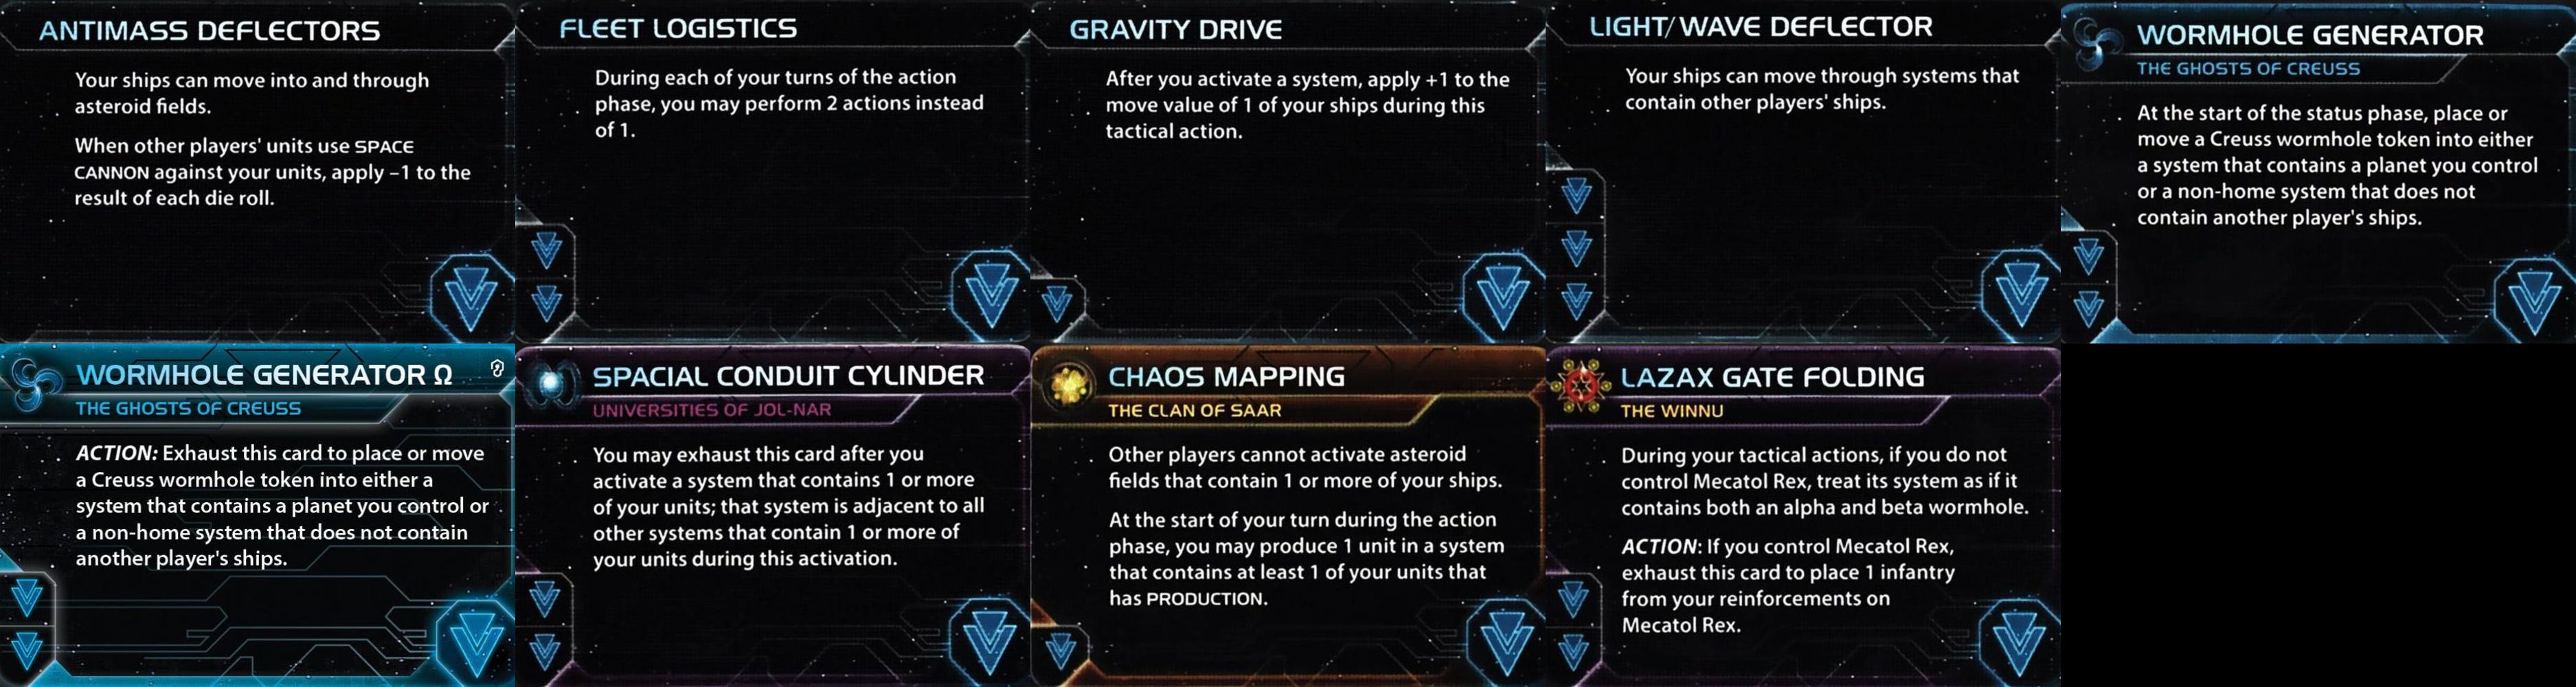 ANTIMASS DEFLECTORS
Your ships can move into and through
asteroid fields.
When other players' units use SPACE
CANNON against your units, apply –1 to the
result of each die roll.
FLEET LOGISTICS
During each of your turns of the action
phase, you may perform 2 actions instead
of 1.
GRAVITY DRIVE
After you activate a system, apply +1 to the
move value of 1 of your ships during this
tactical action.
LIGHT/WAVE DEFLECTOR
Your ships can move through systems that
contain other players' ships.
WORMHOLE GENERATOR
THE GHOSTS OF CREUSS
At the start of the status phase, place or
move a Creuss wormhole token into either
a system that contains a planet you control
or a non-home system that does not
contain another player's ships.
WORMHOLE GENERATOR Ω
THE GHOSTS OF CREUSS
ACTION: Exhaust this card to place or move
a Creuss wormhole token into either a
system that contains a planet you control or
a non-home system that does not contain
another player's ships.
SPACIAL CONDUIT CYLINDER
UNIVERSITIES OF JOL-NAR
You may exhaust this card after you
activate a system that contains 1 or more
of your units; that system is adjacent to all
other systems that contain 1 or more of
your units during this activation.
CHAOS MAPPING
THE CLAN OF SAAR
Other players cannot activate asteroid
fields that contain 1 or more of your ships.
At the start of your turn during the action
phase, you may produce 1 unit in a system
that contains at least 1 of your units that
has PRODUCTION.
LAZAX GATE FOLDING
THE WINNU
During your tactical actions, if you do not
control Mecatol Rex, treat its system as if it
contains both an alpha and beta wormhole.
ACTION: If you control Mecatol Rex,
exhaust this card to place 1 infantry
from your reinforcements on
Mecatol Rex.